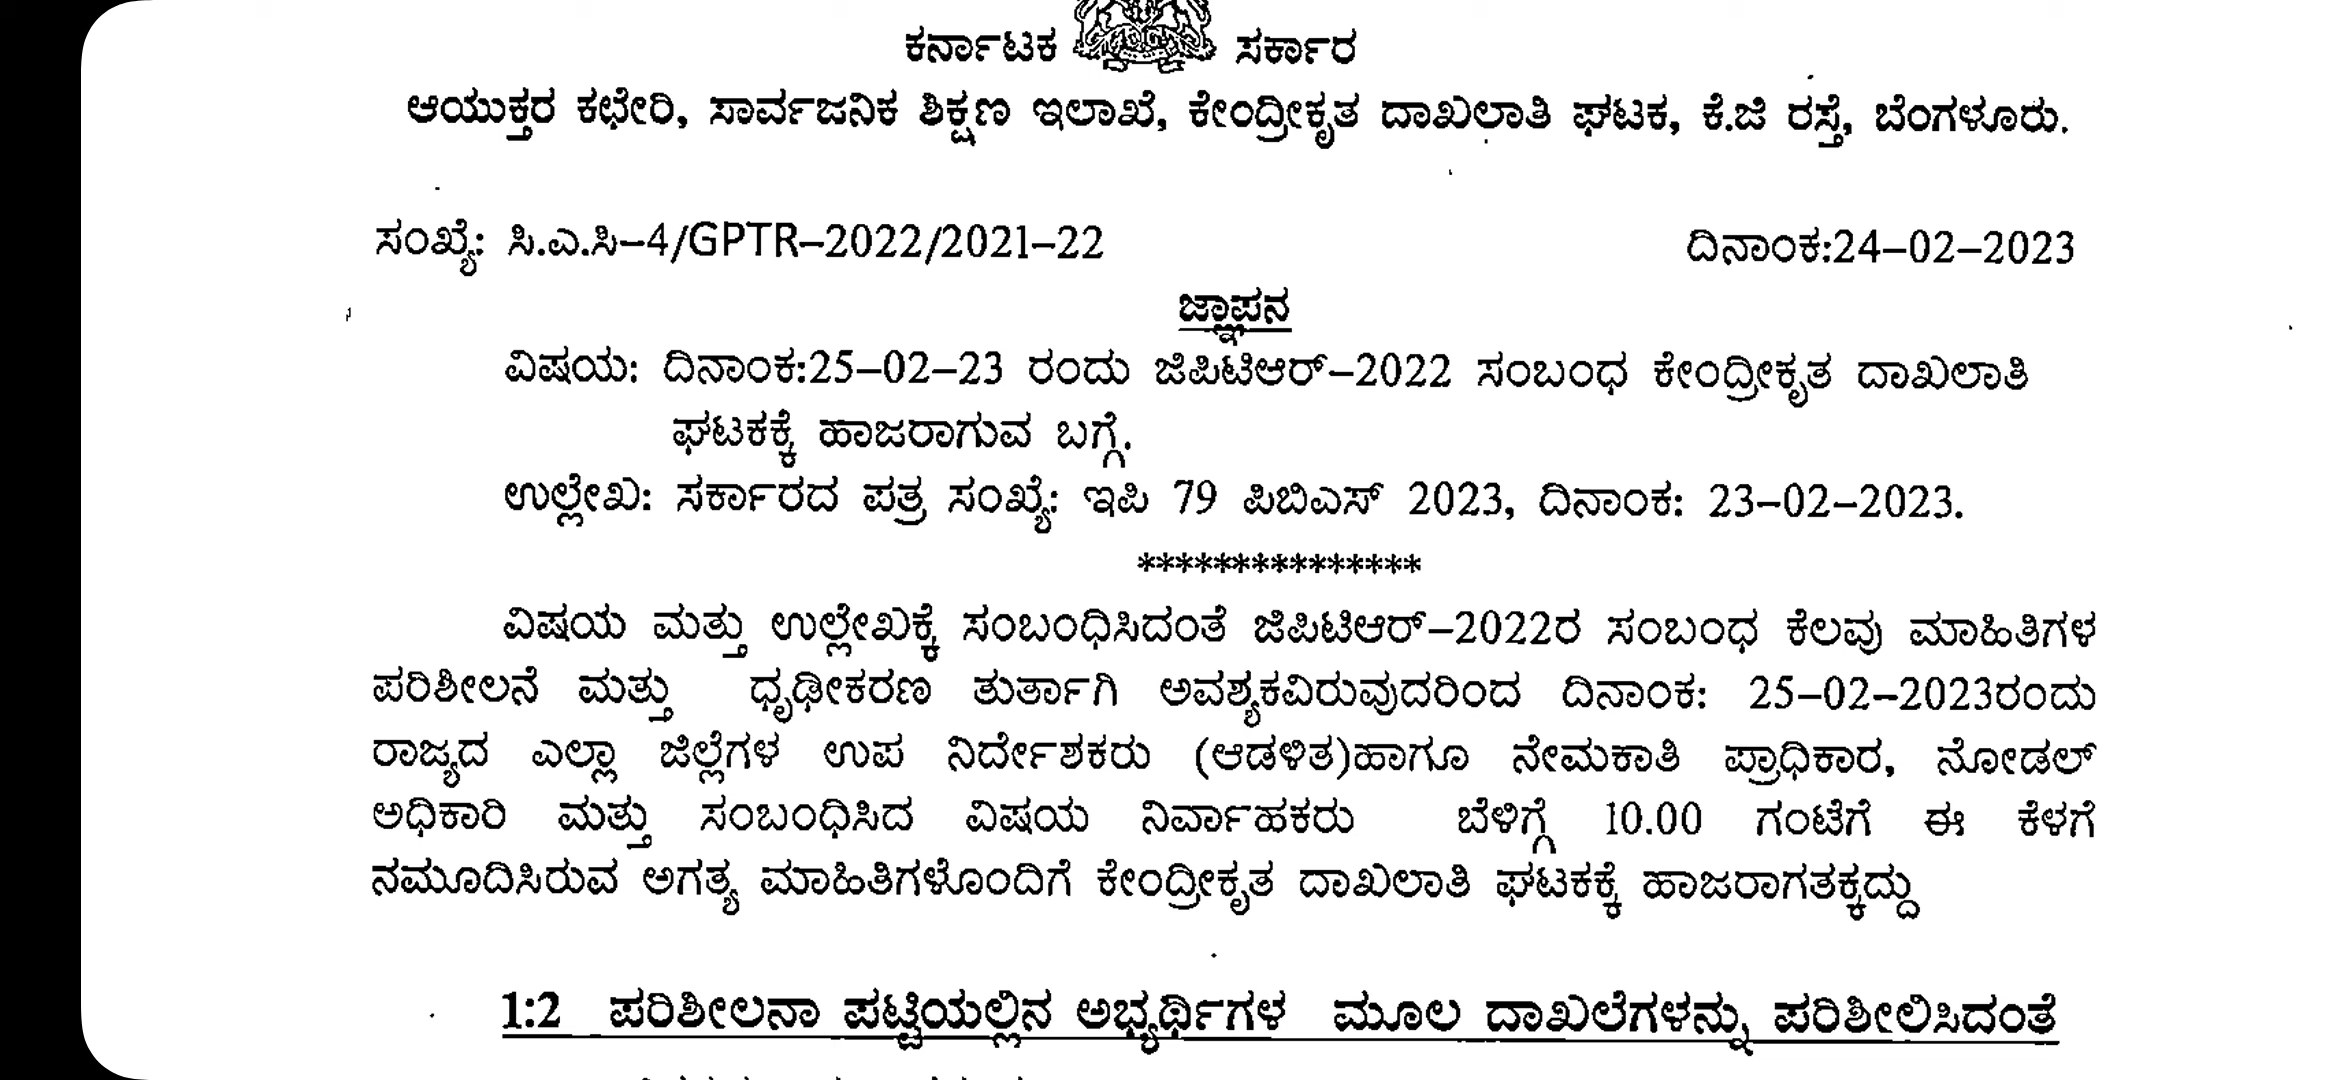 ಕರ್ನಾಟಕ ಸರ್ಕಾರ
ಆಯುಕ್ತರ ಕಛೇರಿ, ಸಾರ್ವಜನಿಕ ಶಿಕ್ಷಣ ಇಲಾಖೆ, ಕೇಂದ್ರೀಕೃತ ದಾಖಲಾತಿ ಘಟಕ, ಕೆ.ಜಿ ರಸ್ತೆ, ಬೆಂಗಳೂರು.
ಸಂಖ್ಯೆ: ಸಿ.ಎ.ಸಿ–4/GPTR–2022/2021–22 ದಿನಾಂಕ:24–02–2023
ಜ್ಞಾಪನ
ವಿಷಯ: ದಿನಾಂಕ:25–02–23 ರಂದು ಜಿಪಿಟಿಆರ್–2022 ಸಂಬಂಧ ಕೇಂದ್ರೀಕೃತ ದಾಖಲಾತಿ
ಘಟಕಕ್ಕೆ ಹಾಜರಾಗುವ ಬಗ್ಗೆ.
ಉಲ್ಲೇಖ: ಸರ್ಕಾರದ ಪತ್ರ ಸಂಖ್ಯೆ: ಇಪಿ 79 ಪಿಬಿಎಸ್ 2023, ದಿನಾಂಕ: 23–02–2023.
***************
ವಿಷಯ ಮತ್ತು ಉಲ್ಲೇಖಕ್ಕೆ ಸಂಬಂಧಿಸಿದಂತೆ ಜಿಪಿಟಿಆರ್–2022ರ ಸಂಬಂಧ ಕೆಲವು ಮಾಹಿತಿಗಳ
ಪರಿಶೀಲನೆ ಮತ್ತು ಧೃಢೀಕರಣ ತುರ್ತಾಗಿ ಅವಶ್ಯಕವಿರುವುದರಿಂದ ದಿನಾಂಕ: 25–02–2023ರಂದು
ರಾಜ್ಯದ ಎಲ್ಲಾ ಜಿಲ್ಲೆಗಳ ಉಪ ನಿರ್ದೇಶಕರು (ಆಡಳಿತ)ಹಾಗೂ ನೇಮಕಾತಿ ಪ್ರಾಧಿಕಾರ, ನೋಡಲ್
ಅಧಿಕಾರಿ ಮತ್ತು ಸಂಬಂಧಿಸಿದ ವಿಷಯ ನಿರ್ವಾಹಕರು ಬೆಳಿಗ್ಗೆ 10.00 ಗಂಟೆಗೆ ಈ ಕೆಳಗೆ
ನಮೂದಿಸಿರುವ ಅಗತ್ಯ ಮಾಹಿತಿಗಳೊಂದಿಗೆ ಕೇಂದ್ರೀಕೃತ ದಾಖಲಾತಿ ಘಟಕಕ್ಕೆ ಹಾಜರಾಗತಕ್ಕದ್ದು
1:2 ಪರಿಶೀಲನಾ ಪಟ್ಟಿಯಲ್ಲಿನ ಅಭ್ಯರ್ಥಿಗಳ ಮೂಲ ದಾಖಲೆಗಳನ್ನು ಪರಿಶೀಲಿಸಿದಂತೆ